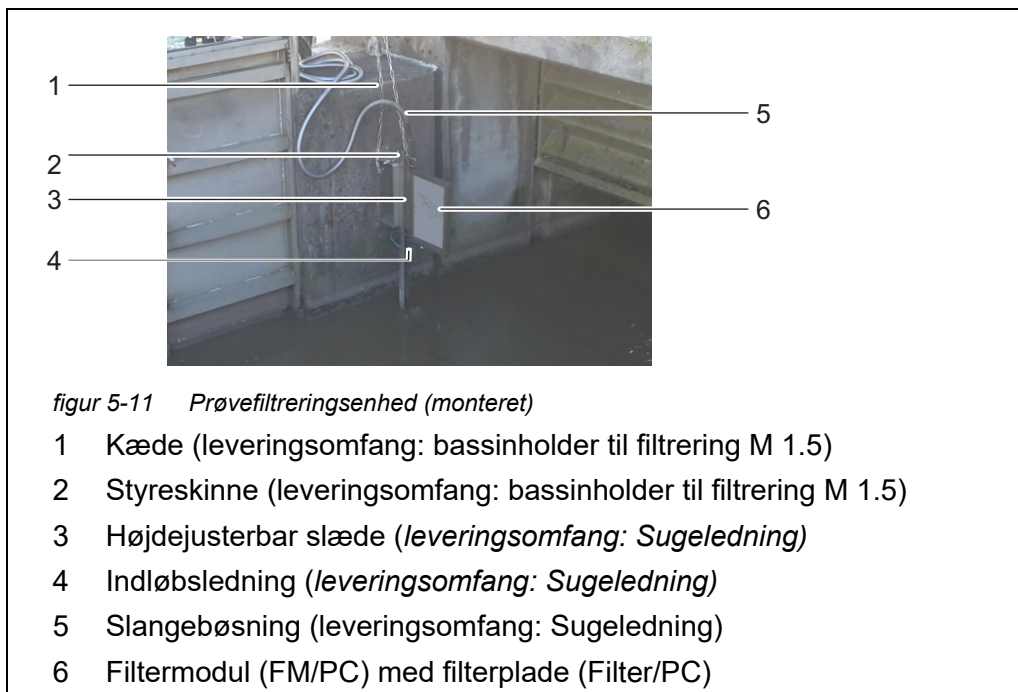 1
2
3
4
5
6
figur 5-11 Prøvefiltreringsenhed (monteret)
1 Kæde (leveringsomfang: bassinholder til filtrering M 1.5)
2 Styreskinne (leveringsomfang: bassinholder til filtrering M 1.5)
3 Højdejusterbar slæde (leveringsomfang: Sugeledning)
4 Indløbsledning (leveringsomfang: Sugeledning)
5 Slangebøsning (leveringsomfang: Sugeledning)
6 Filtermodul (FM/PC) med filterplade (Filter/PC)